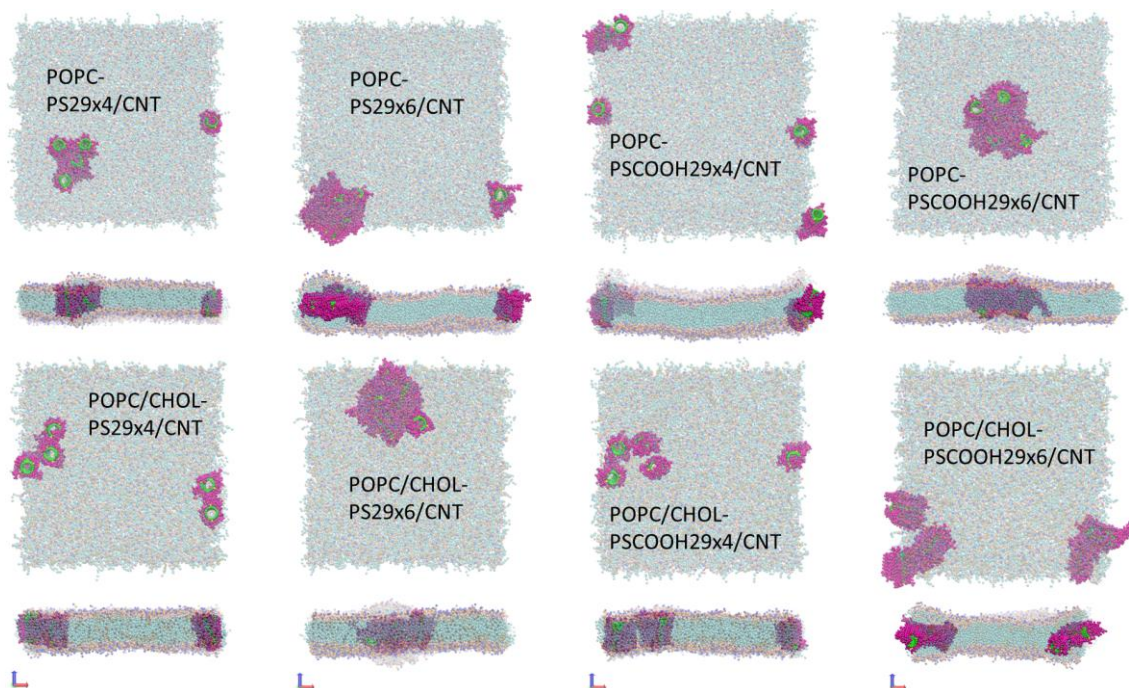 POPC-
PS29x4/CNT
POPC-
PS29x6/CNT
POPC-
PSCOOH29x4/CNT
POPC-
PSCOOH29x6/CNT
POPC/CHOL-
PS29x4/CNT
POPC/CHOL-
PS29x6/CNT
POPC/CHOL-
PSCOOH29x4/CNT
POPC/CHOL-
PSCOOH29x6/CNT